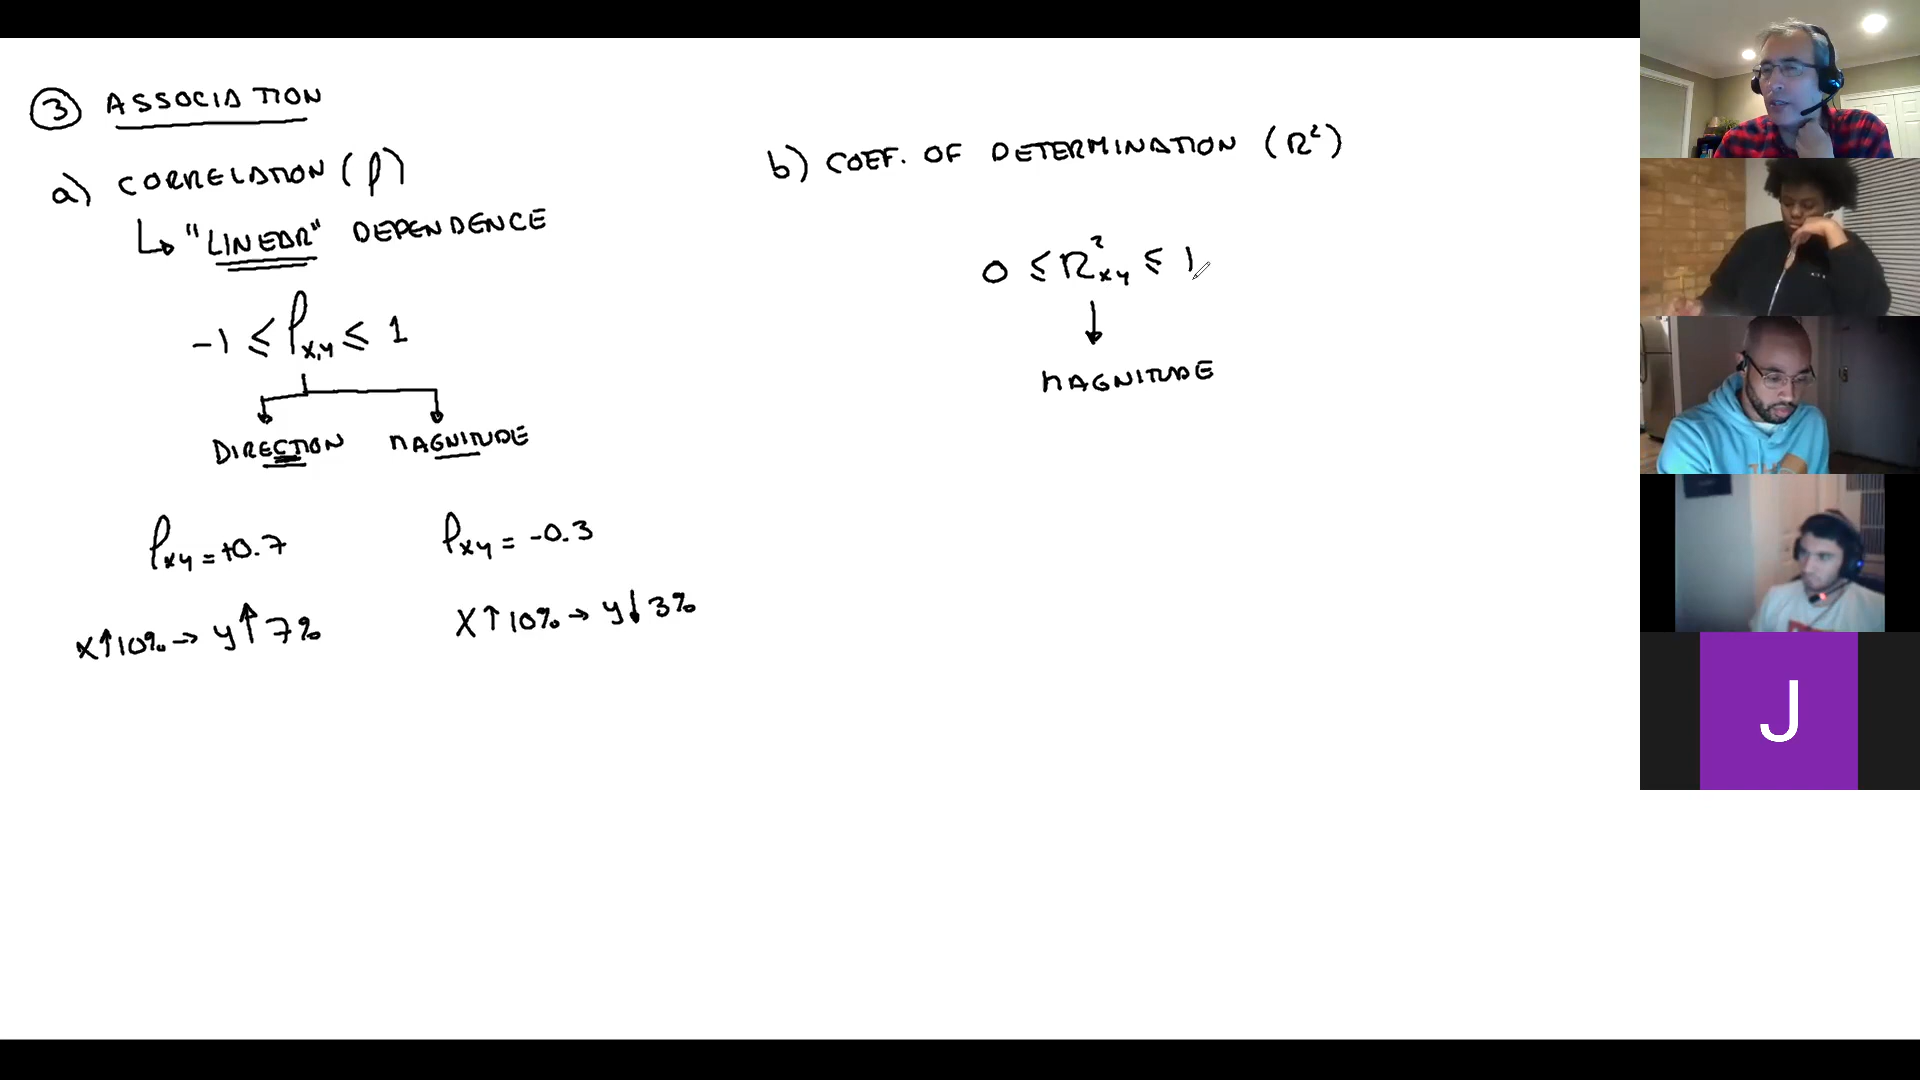 3 ASSOCIATION
a) CORRELATION (ρ)
↳ "LINEAR" DEPENDENCE
-1 ≤ ρx,y ≤ 1
DIRECTION MAGNITUDE
ρxy = +0.7 ρxy = -0.3
x↑10% → y↑7% x↑10% → y↓3%
b) COEF. OF DETERMINATION (R²)
0 ≤ R²xy ≤ 1
↓
MAGNITUDE
J